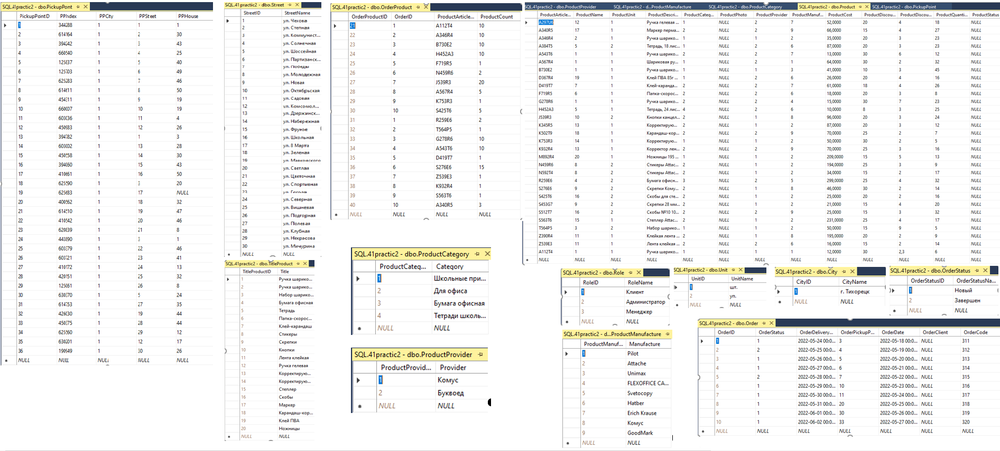 SQL.41practic2 - dbo.PickupPont
PickupPointID PPIndex PPCity PPStreet PPHouse
1 344288 1 1 1
2 614164 1 2 30
3 394242 1 3 43
4 660540 1 4 25
5 125837 1 5 40
6 125703 1 6 49
7 625283 1 7 46
8 614611 1 8 50
9 454311 1 9 19
10 660007 1 10 19
11 603036 1 11 4
12 450983 1 12 26
13 394782 1 1 3
14 603002 1 13 28
15 450558 1 14 30
16 394060 1 15 43
17 410661 1 16 50
18 625590 1 3 20
19 625683 1 17 NULL
20 400562 1 18 32
21 614510 1 19 47
22 410542 1 20 46
23 620839 1 21 8
24 443890 1 3 1
25 603379 1 22 46
26 603721 1 23 41
27 410172 1 24 13
28 420151 1 25 32
29 125061 1 26 8
30 630370 1 5 24
31 614753 1 27 35
32 426030 1 19 44
33 450375 1 28 44
34 625560 1 29 12
35 630201 1 12 17
36 190949 1 30 26
NULL NULL NULL NULL NULL
SQL.41practic2 - dbo.Street
StreetID StreetName
1 ул. Чехова
2 ул. Степная
3 ул. Коммунист...
4 ул. Солнечная
5 ул. Шоссейная
6 ул. Партизанск...
7 ул. Победы
8 ул. Молодежная
9 ул. Новая
10 ул. Октябрьская
11 ул. Садовая
12 ул. Комсомол...
13 ул. Дзержинск...
14 ул. Набережная
15 ул. Фрунзе
16 ул. Школьная
17 ул. 8 Марта
18 ул. Зеленая
19 ул. Маяковского
20 ул. Светлая
21 ул. Цветочная
22 ул. Спортивная
23 ул. Гоголя
24 ул. Северная
25 ул. Вишневая
26 ул. Подгорная
27 ул. Полевая
28 ул. Клубная
29 ул. Некрасова
30 ул. Мичурина
NULL NULL
SQL.41practic2 - dbo.TitleProduct
TitleProductID Title
1 Ручка шарико...
2 Ручка шарико...
3 Набор шарико...
4 Бумага офисная
5 Тетрадь
6 Папка-скорос...
7 Клей-карандаш
8 Стикеры
9 Скрепки
10 Кнопки
11 Лента клейкая
12 Ручка гелевая
13 Корректирую...
14 Корректирую...
15 Степлер
16 Скобы
17 Маркер
18 Карандаш-кор...
19 Клей ПВА
20 Ножницы
NULL NULL
SQL.41practic2 - dbo.OrderProduct
OrderProductID OrderID ProductArticle... ProductCount
21 1 A112T4 10
22 2 A346R4 10
23 3 B730E2 10
24 4 H452A3 10
25 5 F719R5 1
26 6 N459R6 2
27 7 J539R3 20
28 8 A567R4 5
29 9 K753R3 1
30 10 S425T6 5
31 1 R259E6 2
32 2 T564P5 1
33 3 G278R6 10
34 4 A543T6 10
35 5 D419T7 1
36 6 S276E6 15
37 7 Z539E3 1
38 8 K932R4 1
39 9 S563T6 1
40 10 A340R5 3
NULL NULL NULL NULL
SQL.41practic2 - dbo.ProductCategory
ProductCateg... Category
1 Школьные при...
2 Для офиса
3 Бумага офисная
4 Тетради школь...
NULL NULL
SQL.41practic2 - dbo.ProductProvider
ProductProvid... Provider
1 Комус
2 Буквоед
NULL NULL
SQL.41practic2 - dbo.ProductProvider SQL.41practic2 - d...ProductManufacture SQL.41practic2 - dbo.ProductCategory SQL.41practic2 - dbo.Product SQL.41practic2 - dbo.PickupPoint
ProductArticle... ProductName ProductUnit ProductDescri... ProductCateg... ProductPhoto ProductProvider ProductManuf... ProductCost ProductDiscou... ProductDiscou... ProductQuanti... ProductStatus
A297U6 12 1 Ручка гелевая ... 1 NULL 2 7 52,0000 20 4 18 NULL
A340R5 17 1 Маркер перма... 2 NULL 2 9 66,0000 15 4 27 NULL
A346R4 2 1 Ручка шарико... 1 NULL 1 2 35,0000 20 3 23 NULL
A384T5 5 2 Тетрадь, 18 лис... 1 NULL 2 6 87,0000 20 3 23 NULL
A543T6 1 1 Ручка шарико... 2 NULL 2 7 13,0000 30 6 12 NULL
A567R4 1 1 Шариковая ру... 2 NULL 2 1 64,0000 30 2 32 NULL
B730E2 1 1 Ручка шарико... 1 NULL 1 3 41,0000 10 3 45 NULL
D367R4 19 1 Клей ПВА 85г ... 1 NULL 2 6 26,0000 20 4 16 NULL
D419T7 7 1 Клей-каранда... 2 NULL 2 7 61,0000 18 4 26 NULL
F719R5 6 1 Папка-скорос... 2 NULL 1 2 18,0000 20 3 8 NULL
G278R6 1 1 Ручка шарико... 1 NULL 2 4 15,0000 30 7 23 NULL
H452A3 5 1 Тетрадь, 24 лис... 4 NULL 2 6 10,0000 8 3 25 NULL
J539R3 10 2 Кнопки канцел... 2 NULL 1 8 96,0000 20 3 24 NULL
K345R5 13 1 Корректирую... 2 NULL 1 2 87,0000 20 3 12 NULL
K502T9 18 1 Карандаш-кор... 2 NULL 2 9 70,0000 25 2 7 NULL
K753R3 14 1 Корректирую... 1 NULL 1 2 50,0000 30 2 5 NULL
K932R4 13 1 Корректор лен... 2 NULL 2 9 70,0000 25 3 16 NULL
M892R4 20 1 Ножницы 195 ... 1 NULL 1 2 209,0000 15 5 13 NULL
N459R6 8 2 Стикеры Attac... 2 NULL 1 2 194,0000 25 3 9 NULL
N592T4 8 2 Стикеры Attac... 2 NULL 1 2 34,0000 15 2 17 NULL
R259E6 4 2 Бумага офисн... 3 NULL 2 5 299,0000 25 4 32 NULL
S276E6 9 2 Скрепки Кому... 2 NULL 1 8 46,0000 30 2 14 NULL
S425T6 16 2 Скобы для сте... 2 NULL 1 2 25,0000 20 2 16 NULL
S453G7 9 2 Скрепки 28 мм... 2 NULL 1 2 21,0000 15 4 20 NULL
S512T7 16 2 Скобы №10 10... 2 NULL 2 9 25,0000 15 3 32 NULL
S563T6 15 1 Степлер Attac... 2 NULL 1 2 231,0000 25 4 17 NULL
T564P5 3 2 Набор шарико... 1 NULL 1 2 50,0000 15 9 5 NULL
Z390R4 11 1 Клейкая лента ... 2 NULL 1 8 195,0000 20 2 9 NULL
Z539E3 11 1 Лента клейкая ... 2 NULL 2 6 16,0000 15 2 14 NULL
A112T4 1 1 Ручка шарико... 1 NULL 1 1 12,0000 30 2,3 6 NULL
NULL NULL NULL NULL NULL NULL NULL NULL NULL NULL NULL NULL NULL
SQL.41practic2 - dbo.Role
RoleID RoleName
1 Клиент
2 Администратор
3 Менеджер
NULL NULL
SQL.41practic2 - dbo.Unit
UnitID UnitName
1 шт.
2 уп.
NULL NULL
SQL.41practic2 - dbo.City
CityID CityName
1 г. Тихорецк
NULL NULL
SQL.41practic2 - dbo.OrderStatus
OrderStatusID OrderStatusNa...
1 Новый
2 Завершен
NULL NULL
SQL.41practic2 - d...ProductManufacture
ProductManuf... Manufacture
1 Pilot
2 Attache
3 Unimax
4 FLEXOFFICE CA...
5 Svetocopy
6 Hatber
7 Erich Krause
8 Комус
9 GoodMark
NULL NULL
SQL.41practic2 - dbo.Order
OrderID OrderStatus OrderDelivery... OrderPickupP... OrderDate OrderClient OrderCode
1 1 2022-05-24 00:0... 3 2022-05-18 00:0... NULL 311
2 2 2022-05-25 00:0... 4 2022-05-19 00:0... NULL 312
3 1 2022-05-26 00:0... 5 2022-05-20 00:0... NULL 313
4 1 2022-05-27 00:0... 6 2022-05-21 00:0... NULL 314
5 2 2022-05-28 00:0... 7 2022-05-22 00:0... NULL 315
6 1 2022-05-29 00:0... 10 2022-05-23 00:0... NULL 316
7 1 2022-05-30 00:0... 11 2022-05-24 00:0... NULL 317
8 1 2022-05-31 00:0... 20 2022-05-25 00:0... NULL 318
9 1 2022-06-01 00:0... 30 2022-05-26 00:0... NULL 319
10 1 2022-06-02 00:0... 33 2022-05-27 00:0... NULL 320
NULL NULL NULL NULL NULL NULL NULL